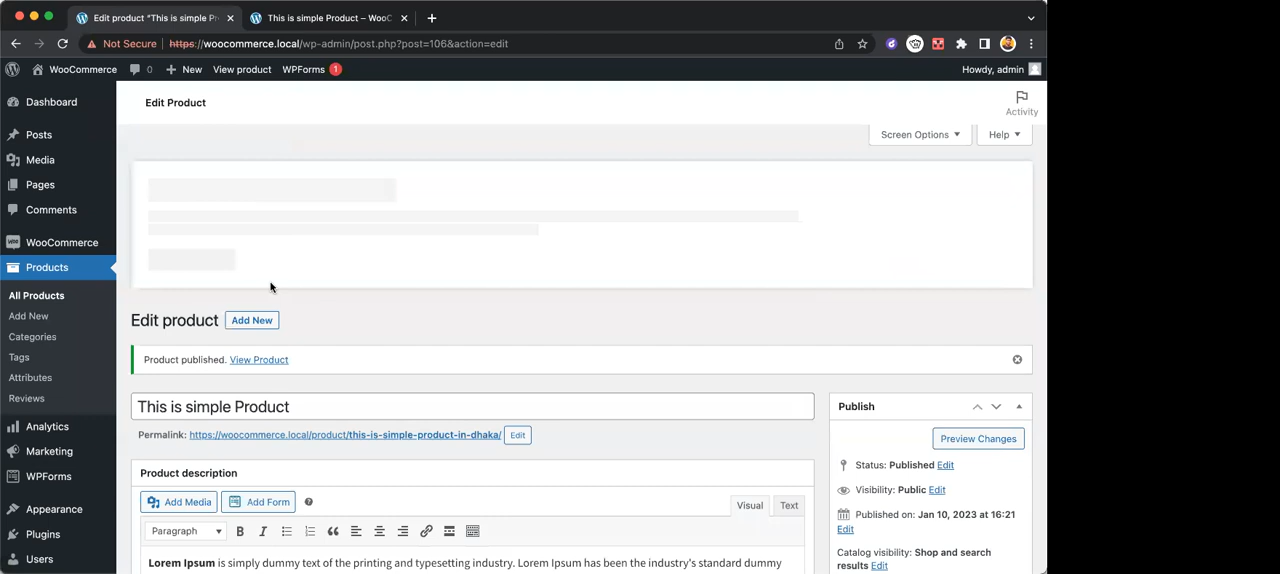 Edit product "This is simple Pr
This is simple Product – WooC
Not Secure
https://woocommerce.local/wp-admin/post.php?post=106&action=edit
WooCommerce
0
New
View product
WPForms
1
Howdy, admin
Dashboard
Posts
Media
Pages
Comments
WooCommerce
Products
All Products
Add New
Categories
Tags
Attributes
Reviews
Analytics
Marketing
WPForms
Appearance
Plugins
Users
Edit Product
Activity
Screen Options
Help
Edit product
Add New
Product published. View Product
This is simple Product
Permalink: https://woocommerce.local/product/this-is-simple-product-in-dhaka/
Edit
Product description
Add Media
Add Form
Visual
Text
Paragraph
Lorem Ipsum is simply dummy text of the printing and typesetting industry. Lorem Ipsum has been the industry's standard dummy
Publish
Preview Changes
Status: Published Edit
Visibility: Public Edit
Published on: Jan 10, 2023 at 16:21
Edit
Catalog visibility: Shop and search
results Edit